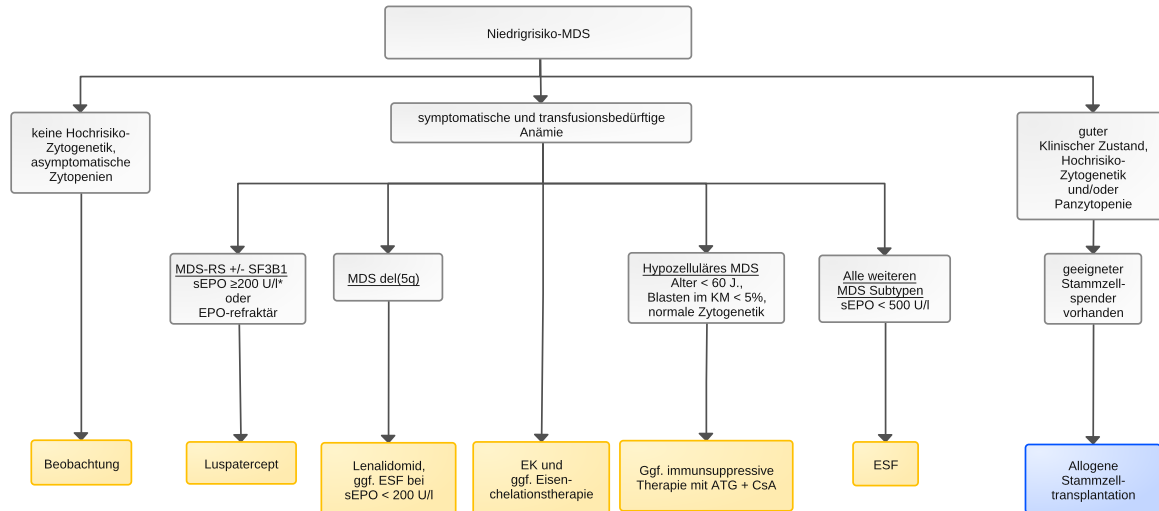 Niedrigrisiko-MDS
keine Hochrisiko-
Zytogenetik,
asymptomatische
Zytopenien
symptomatische und transfusionsbedürftige
Anämie
guter
Klinischer Zustand,
Hochrisiko-
Zytogenetik
und/oder
Panzytopenie
MDS-RS +/- SF3B1
sEPO ≥200 U/l*
oder
EPO-refraktär
MDS del(5q)
Hypozelluläres MDS
Alter < 60 J.,
Blasten im KM < 5%,
normale Zytogenetik
Alle weiteren
MDS Subtypen
sEPO < 500 U/l
geeigneter
Stammzell-
spender
vorhanden
Beobachtung
Luspatercept
Lenalidomid,
ggf. ESF bei
sEPO < 200 U/l
EK und
ggf. Eisen-
chelationstherapie
Ggf. immunsuppressive
Therapie mit ATG + CsA
ESF
Allogene
Stammzell-
transplantation